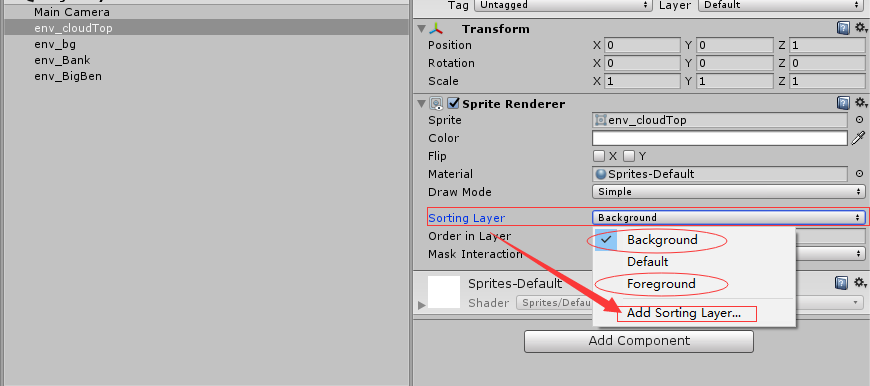 Main Camera
env_cloudTop
env_bg
env_Bank
env_BigBen
Tag Untagged Layer Default
Transform
Position X 0 Y 0 Z 1
Rotation X 0 Y 0 Z 0
Scale X 1 Y 1 Z 1
Sprite Renderer
Sprite env_cloudTop
Color
Flip X Y
Material Sprites-Default
Draw Mode Simple
Sorting Layer Background
Order in Layer
Mask Interaction
Background
Default
Foreground
Add Sorting Layer...
Sprites-Default
Shader Sprites/Defau
Add Component